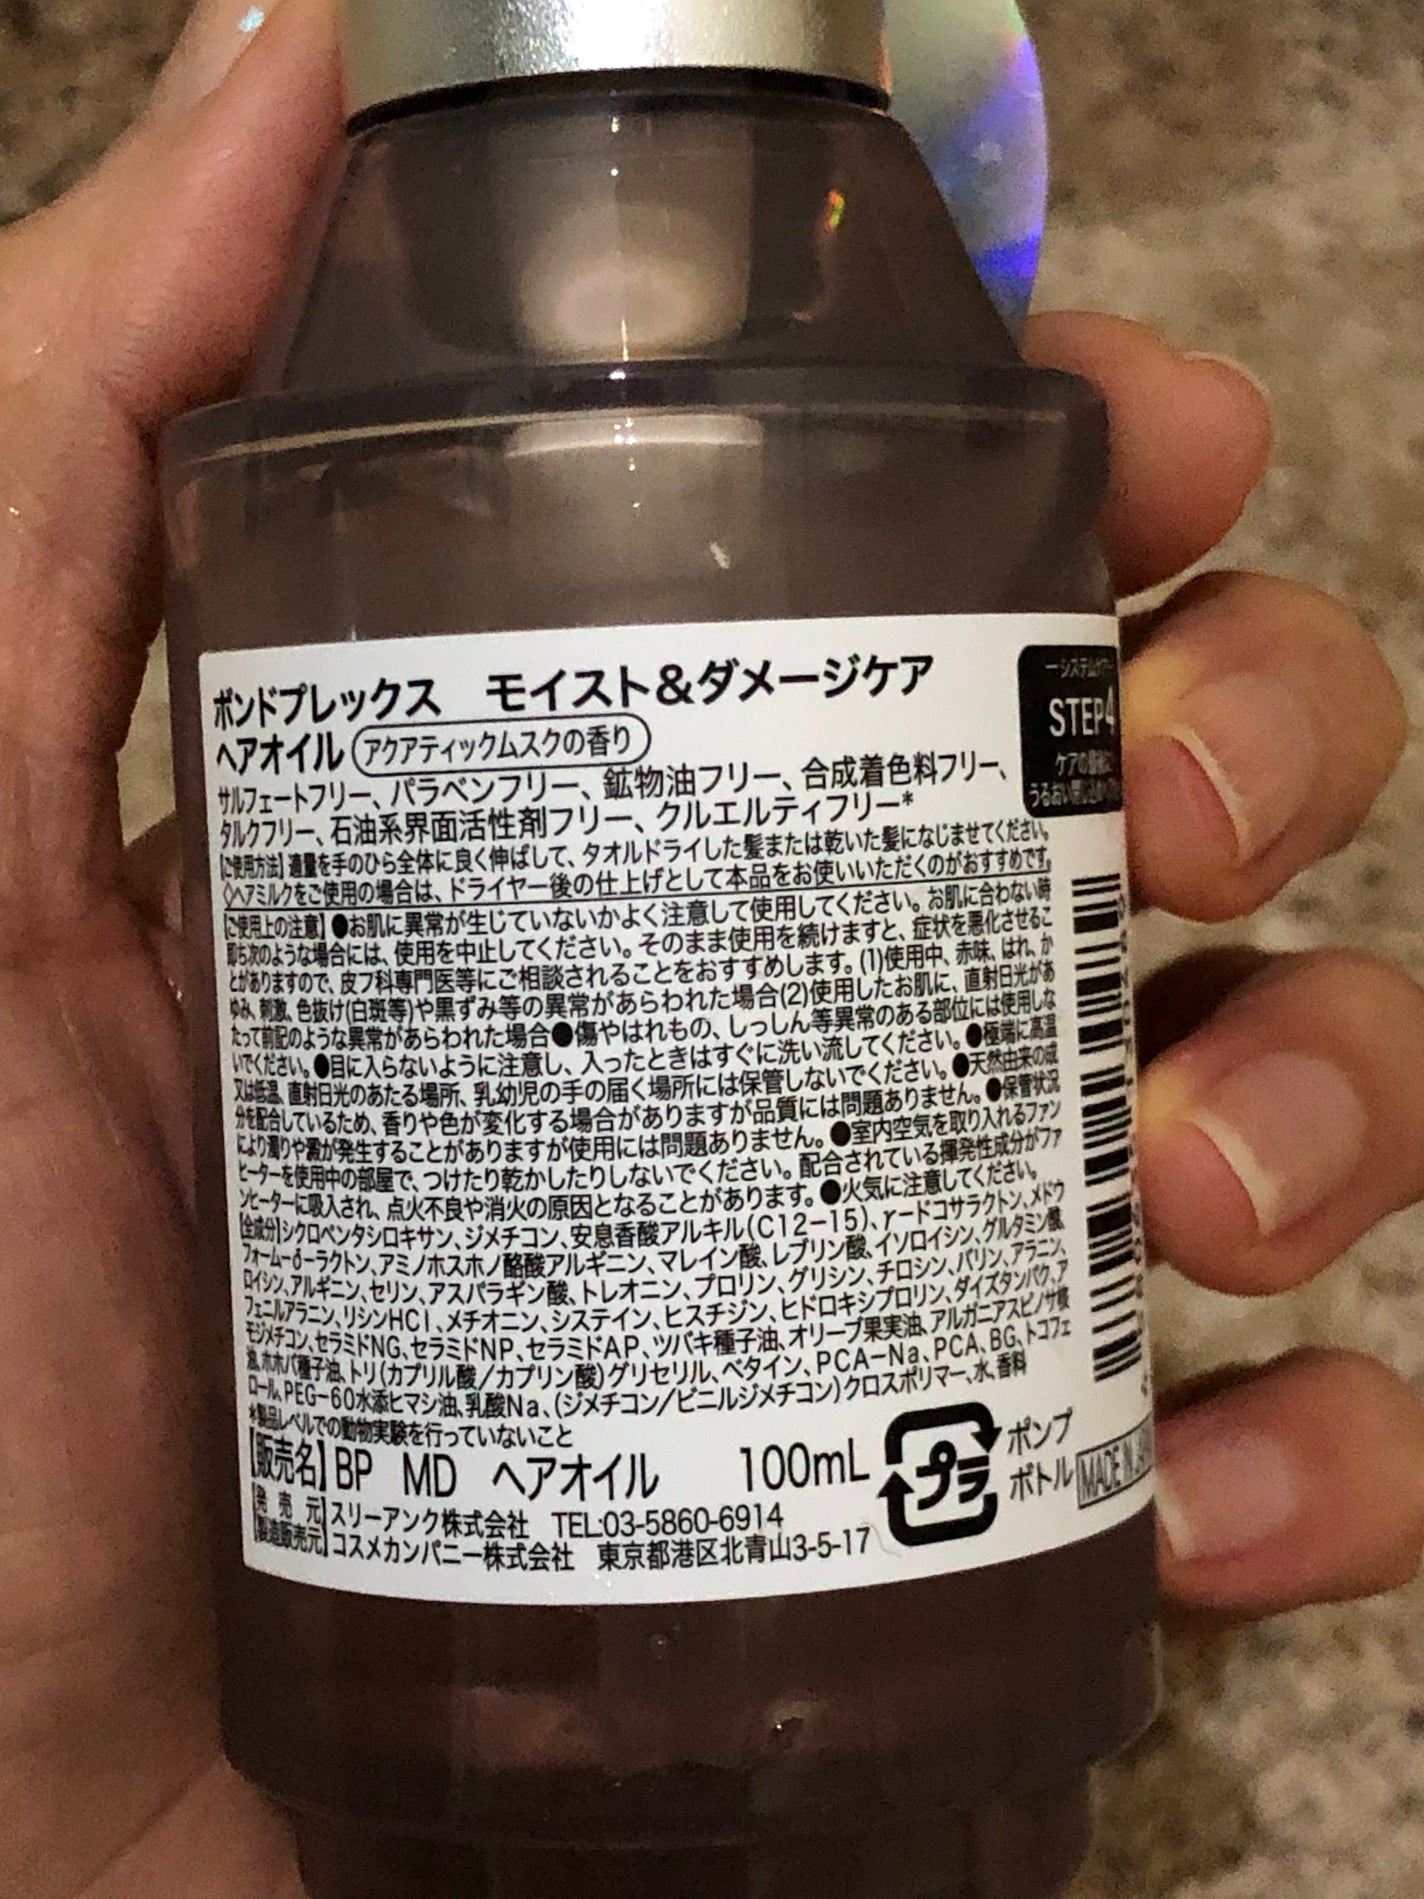 ボンドプレックス　モイスト&ダメージケア
ヘアオイル アクアティックムスクの香り
サルフェートフリー、パラベンフリー、鉱物油フリー、合成着色料フリー、
タルクフリー、石油系界面活性剤フリー、クルエルティフリー*
【ご使用方法】適量を手のひら全体に良く伸ばして、タオルドライした髪または乾いた髪になじませてください。
◇ヘアミルクをご使用の場合は、ドライヤー後の仕上げとして本品をお使いいただくのがおすすめです。
【ご使用上の注意】●お肌に異常が生じていないかよく注意して使用してください。お肌に合わない時
即ち次のような場合には、使用を中止してください。そのまま使用を続けますと、症状を悪化させるこ
とがありますので、皮フ科専門医等にご相談されることをおすすめします。(1)使用中、赤味、はれ、か
ゆみ、刺激、色抜け(白斑等)や黒ずみ等の異常があらわれた場合(2)使用したお肌に、直射日光があ
たって前記のような異常があらわれた場合●傷やはれもの、しっしん等異常のある部位には使用しな
いでください。●目に入らないように注意し、入ったときはすぐに洗い流してください。●極端に高温
又は低温、直射日光のあたる場所、乳幼児の手の届く場所には保管しないでください。●天然由来の成
分を配合しているため、香りや色が変化する場合がありますが品質には問題ありません。●保管状況
により濁りや澱が発生することがありますが使用には問題ありません。●室内空気を取り入れるファン
ヒーターを使用中の部屋で、つけたり乾かしたりしないでください。配合されている揮発性成分がファ
ンヒーターに吸入され、点火不良や消火の原因となることがあります。●火気に注意してください。
【全成分】シクロペンタシロキサン、ジメチコン、安息香酸アルキル(C12-15)、γ-ドコサラクトン、メドウ
フォーム-δ-ラクトン、アミノホスホノ酪酸アルギニン、マレイン酸、レブリン酸、イソロイシン、グルタミン酸、
ロイシン、アルギニン、セリン、アスパラギン酸、トレオニン、プロリン、グリシン、チロシン、バリン、アラニン、
フェニルアラニン、リシンHCl、メチオニン、システイン、ヒスチジン、ヒドロキシプロリン、ダイズタンパク、ア
モジメチコン、セラミドNG、セラミドNP、セラミドAP、ツバキ種子油、オリーブ果実油、アルガニアスピノサ核
油、ホホバ種子油、トリ(カプリル酸/カプリン酸)グリセリル、ベタイン、PCA-Na、PCA、BG、トコフェ
ロール、PEG-60水添ヒマシ油、乳酸Na、(ジメチコン/ビニルジメチコン)クロスポリマー、水、香料
*製品レベルでの動物実験を行っていないこと
【販売名】BP　MD　ヘアオイル　100mL
発売元 スリーアンク株式会社　TEL:03-5860-6914
製造販売元 コスメカンパニー株式会社　東京都港区北青山3-5-17
プラ
ポンプ
ボトル
MADE IN
STEP4